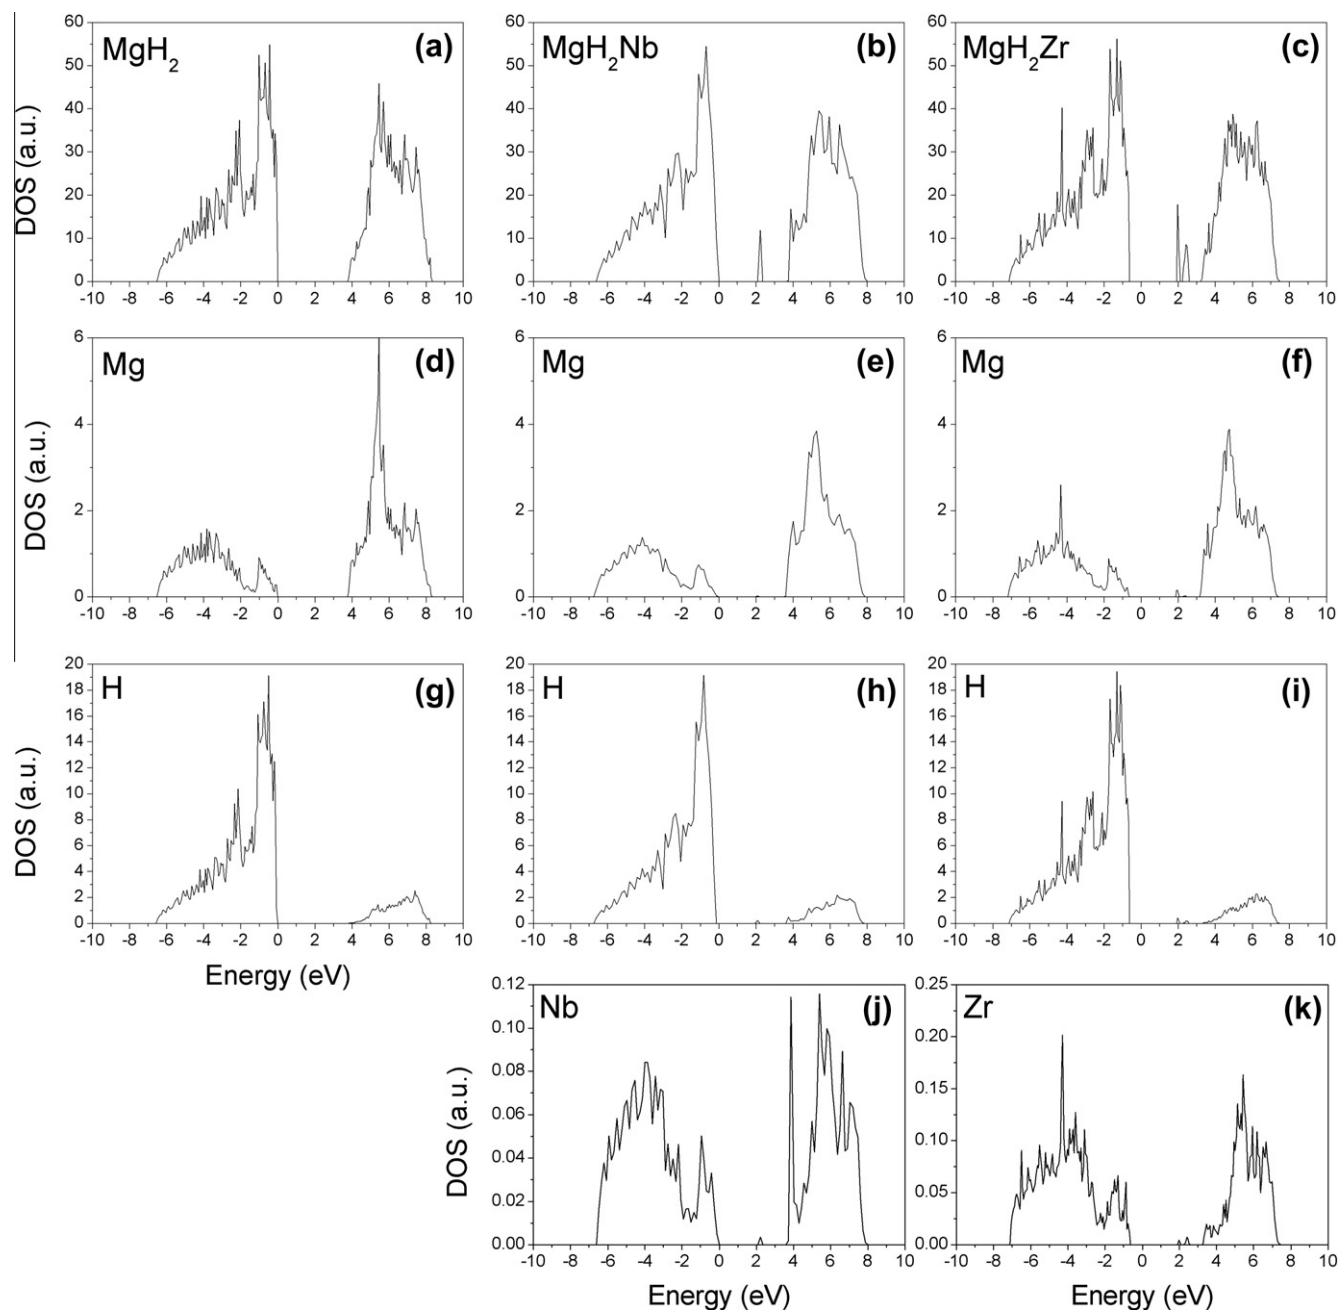 MgH2
(a)
DOS (a.u.)
60
50
40
30
20
10
0
-10 -8 -6 -4 -2 0 2 4 6 8 10
MgH2Nb
(b)
60
50
40
30
20
10
0
-10 -8 -6 -4 -2 0 2 4 6 8 10
MgH2Zr
(c)
60
50
40
30
20
10
0
-10 -8 -6 -4 -2 0 2 4 6 8 10
Mg
(d)
DOS (a.u.)
6
4
2
0
-10 -8 -6 -4 -2 0 2 4 6 8 10
Mg
(e)
6
4
2
0
-10 -8 -6 -4 -2 0 2 4 6 8 10
Mg
(f)
6
4
2
0
-10 -8 -6 -4 -2 0 2 4 6 8 10
H
(g)
DOS (a.u.)
20
18
16
14
12
10
8
6
4
2
0
-10 -8 -6 -4 -2 0 2 4 6 8 10
Energy (eV)
H
(h)
20
18
16
14
12
10
8
6
4
2
0
-10 -8 -6 -4 -2 0 2 4 6 8 10
H
(i)
20
18
16
14
12
10
8
6
4
2
0
-10 -8 -6 -4 -2 0 2 4 6 8 10
Nb
(j)
DOS (a.u.)
0.12
0.10
0.08
0.06
0.04
0.02
0.00
-10 -8 -6 -4 -2 0 2 4 6 8 10
Energy (eV)
Zr
(k)
0.25
0.20
0.15
0.10
0.05
0.00
-10 -8 -6 -4 -2 0 2 4 6 8 10
Energy (eV)